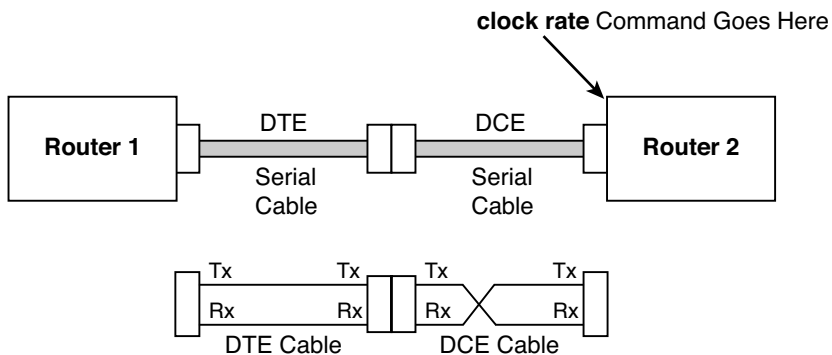 clock rate Command Goes Here
DTE DCE
Router 1 Router 2
Serial Serial
Cable Cable
Tx Tx Tx Tx
Rx Rx Rx Rx
DTE Cable DCE Cable